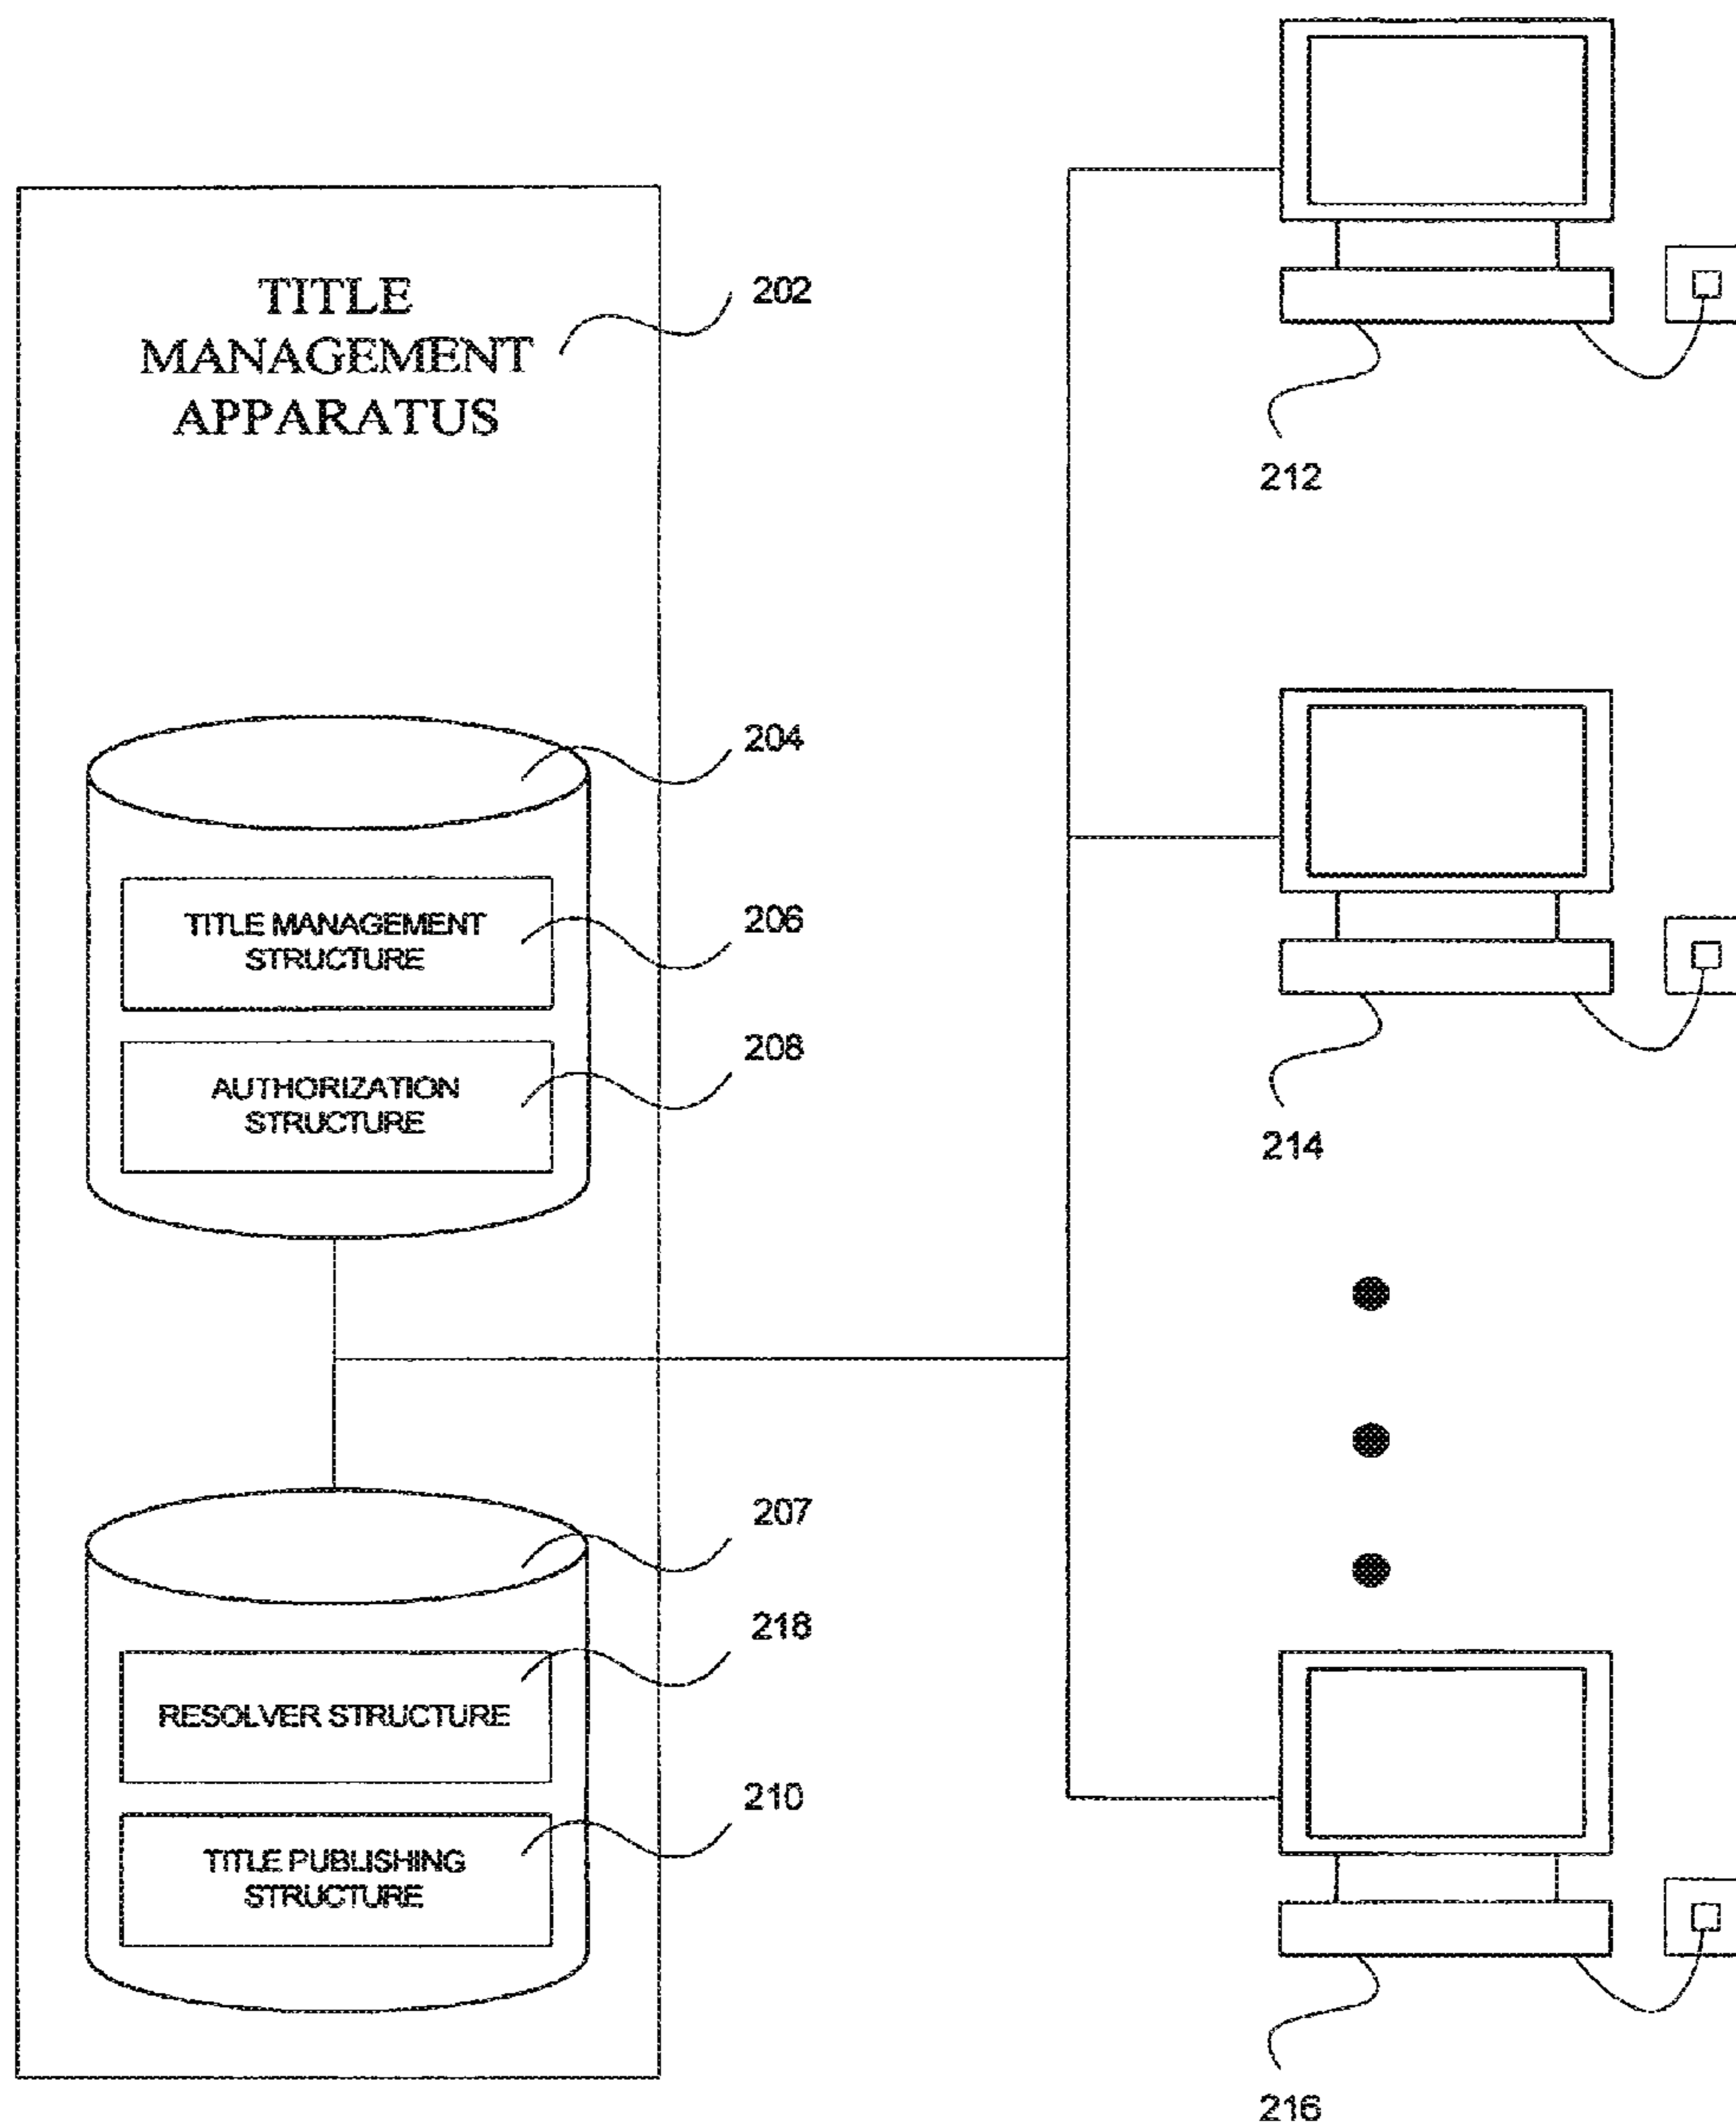 TITLE
MANAGEMENT
APPARATUS
202
204
TITLE MANAGEMENT
STRUCTURE
206
AUTHORIZATION
STRUCTURE
208
207
RESOLVER STRUCTURE
218
TITLE PUBLISHING
STRUCTURE
210
212
214
216